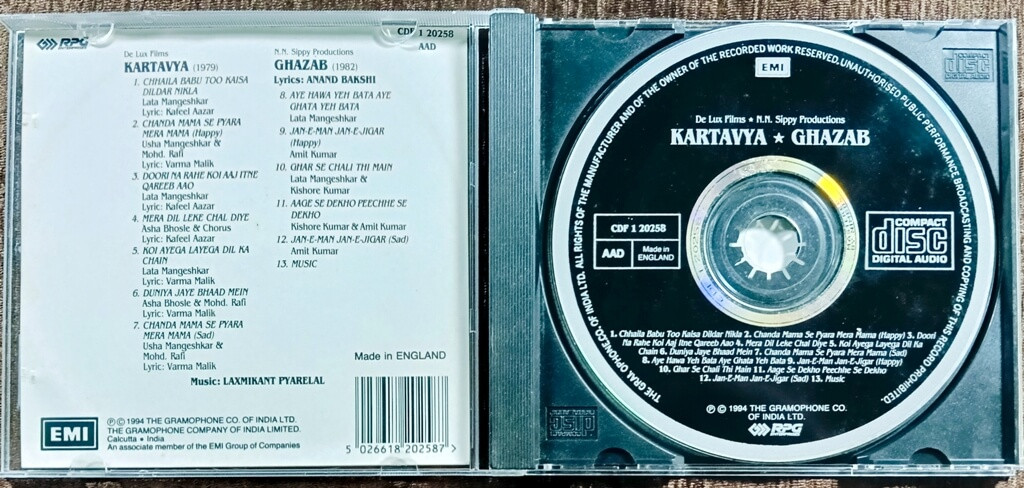 RPG
CDF 1 20258
AAD
De Lux Films
KARTAVYA (1979)
1. CHHAILA BABU TOO KAISA
DILDAR NIKLA
Lata Mangeshkar
Lyric: Kafeel Aazar
2. CHANDA MAMA SE PYARA
MERA MAMA (Happy)
Usha Mangeshkar &
Mohd. Rafi
Lyric: Varma Malik
3. DOORI NA RAHE KOI AAJ ITNE
QAREEB AAO
Lata Mangeshkar
Lyric: Kafeel Aazar
4. MERA DIL LEKE CHAL DIYE
Asha Bhosle & Chorus
Lyric: Kafeel Aazar
5. KOI AYEGA LAYEGA DIL KA
CHAIN
Lata Mangeshkar
Lyric: Varma Malik
6. DUNIYA JAYE BHAAD MEIN
Asha Bhosle & Mohd. Rafi
Lyric: Varma Malik
7. CHANDA MAMA SE PYARA
MERA MAMA (Sad)
Usha Mangeshkar &
Mohd. Rafi
Lyric: Varma Malik
N.N. Sippy Productions
GHAZAB (1982)
Lyrics: ANAND BAKSHI
8. AYE HAWA YEH BATA AYE
GHATA YEH BATA
Lata Mangeshkar
9. JAN-E-MAN JAN-E-JIGAR
(Happy)
Amit Kumar
10. GHAR SE CHALI THI MAIN
Lata Mangeshkar &
Kishore Kumar
11. AAGE SE DEKHO PEECHHE SE
DEKHO
Kishore Kumar & Amit Kumar
12. JAN-E-MAN JAN-E-JIGAR (Sad)
Amit Kumar
13. MUSIC
Made in ENGLAND
Music: LAXMIKANT PYARELAL
EMI
℗ © 1994 THE GRAMOPHONE CO. OF INDIA LTD.
THE GRAMOPHONE COMPANY OF INDIA LIMITED.
Calcutta • India
An associate member of the EMI Group of Companies
5 026618 202587 >
THE GRAMOPHONE CO. OF INDIA LTD. ALL RIGHTS OF THE MANUFACTURER AND OF THE OWNER OF THE RECORDED WORK RESERVED. UNAUTHORISED PUBLIC PERFORMANCE, BROADCASTING AND COPYING OF THIS RECORD PROHIBITED.
EMI
De Lux Films ★ N.N. Sippy Productions
KARTAVYA ★ GHAZAB
CDF 1 20258
AAD
Made in
ENGLAND
COMPACT
disc
DIGITAL AUDIO
1. Chhaila Babu Too Kaisa Dildar Nikla 2. Chanda Mama Se Pyara Mera Mama (Happy) 3. Doori
Na Rahe Koi Aaj Itne Qareeb Aao 4. Mera Dil Leke Chal Diye 5. Koi Ayega Layega Dil Ka
Chain 6. Duniya Jaye Bhaad Mein 7. Chanda Mama Se Pyara Mera Mama (Sad)
8. Aye Hawa Yeh Bata Aye Ghata Yeh Bata 9. Jan-E-Man Jan-E-Jigar (Happy)
10. Ghar Se Chali Thi Main 11. Aage Se Dekho Peechhe Se Dekho
12. Jan-E-Man Jan-E-Jigar (Sad) 13. Music
℗ © 1994 THE GRAMOPHONE CO.
OF INDIA LTD.
RPG
disc
disc